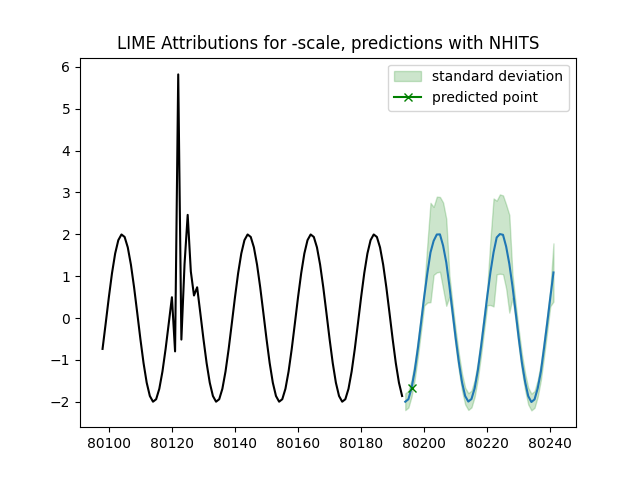 LIME Attributions for -scale, predictions with NHITS
standard deviation
predicted point
6
5
4
3
2
1
0
−1
−2
80100 80120 80140 80160 80180 80200 80220 80240